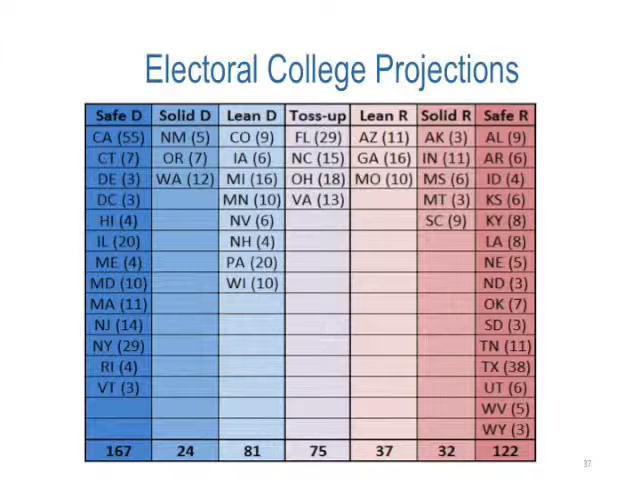 Electoral College Projections
Safe D Solid D Lean D Toss-up Lean R Solid R Safe R
CA (55) NM (5) CO (9) FL (29) AZ (11) AK (3) AL (9)
CT (7) OR (7) IA (6) NC (15) GA (16) IN (11) AR (6)
DE (3) WA (12) MI (16) OH (18) MO (10) MS (6) ID (4)
DC (3) MN (10) VA (13) MT (3) KS (6)
HI (4) NV (6) SC (9) KY (8)
IL (20) NH (4) LA (8)
ME (4) PA (20) NE (5)
MD (10) WI (10) ND (3)
MA (11) OK (7)
NJ (14) SD (3)
NY (29) TN (11)
RI (4) TX (38)
VT (3) UT (6)
WV (5)
WY (3)
167 24 81 75 37 32 122
37